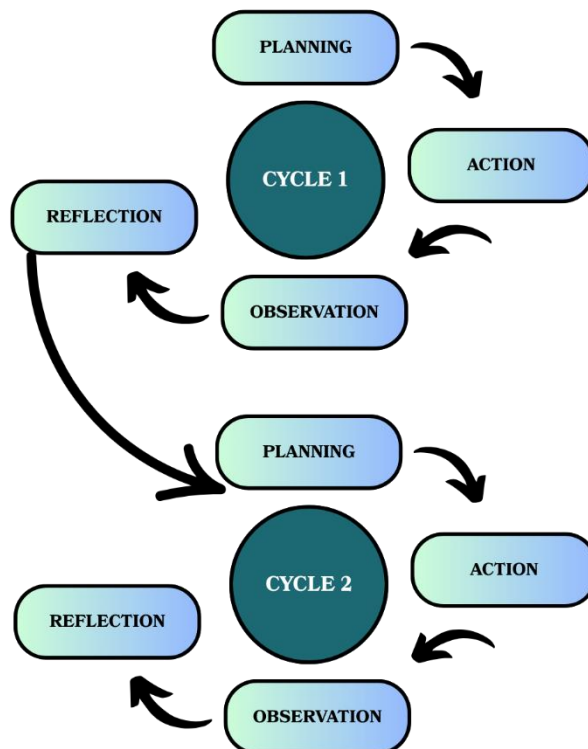 PLANNING
ACTION
CYCLE 1
REFLECTION
OBSERVATION
PLANNING
ACTION
CYCLE 2
REFLECTION
OBSERVATION